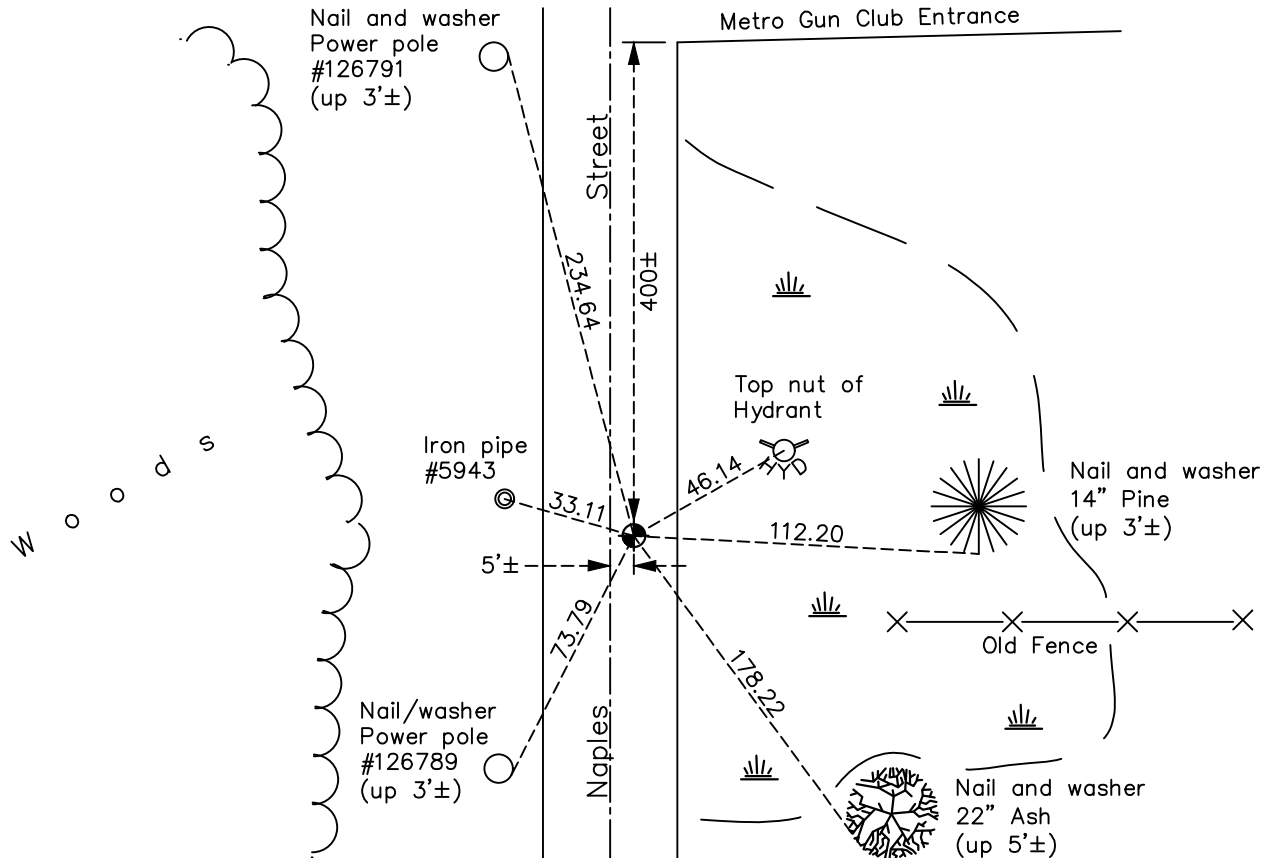 Nail and washer
Power pole
#126791
(up 3'±)
Metro Gun Club Entrance
Street
234.64
400±
Top nut of
Hydrant
HYD
46.14
Iron pipe
#5943
33.11
Woods
Nail and washer
14" Pine
(up 3'±)
112.20
5'±
73.79
178.22
Old Fence
Nail/washer
Power pole
#126789
(up 3'±)
Naples
Nail and washer
22" Ash
(up 5'±)